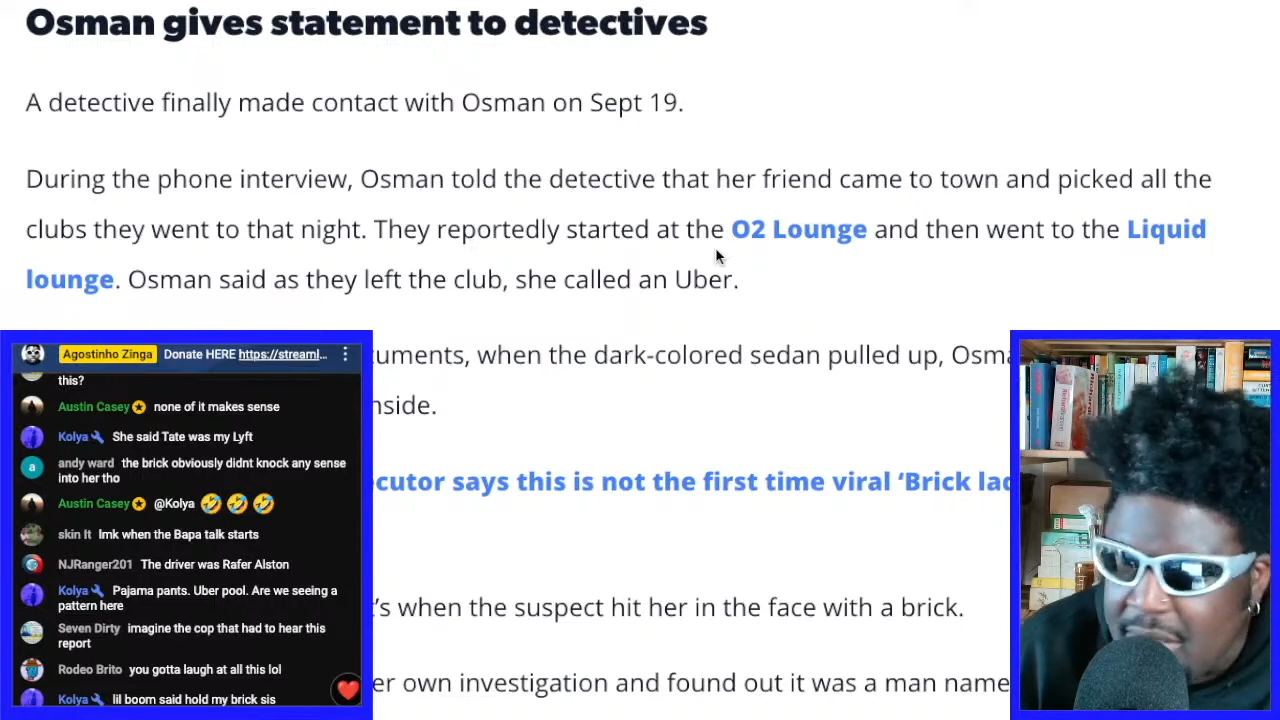 Osman gives statement to detectives
A detective finally made contact with Osman on Sept 19.
During the phone interview, Osman told the detective that her friend came to town and picked all the
clubs they went to that night. They reportedly started at the O2 Lounge and then went to the Liquid
lounge. Osman said as they left the club, she called an Uber.
cuments, when the dark-colored sedan pulled up, Osma
nside.
ecutor says this is not the first time viral ‘Brick lad
t’s when the suspect hit her in the face with a brick.
er own investigation and found out it was a man name
Agostinho Zinga Donate HERE https://streaml...
this?
Austin Casey none of it makes sense
Kolya She said Tate was my Lyft
andy ward the brick obviously didnt knock any sense
into her tho
Austin Casey @Kolya 🤣 🤣 🤣
skin It lmk when the Bapa talk starts
NJRanger201 The driver was Rafer Alston
Kolya Pajama pants. Uber pool. Are we seeing a
pattern here
Seven Dirty imagine the cop that had to hear this
report
Rodeo Brito you gotta laugh at all this lol
Kolya lil boom said hold my brick sis